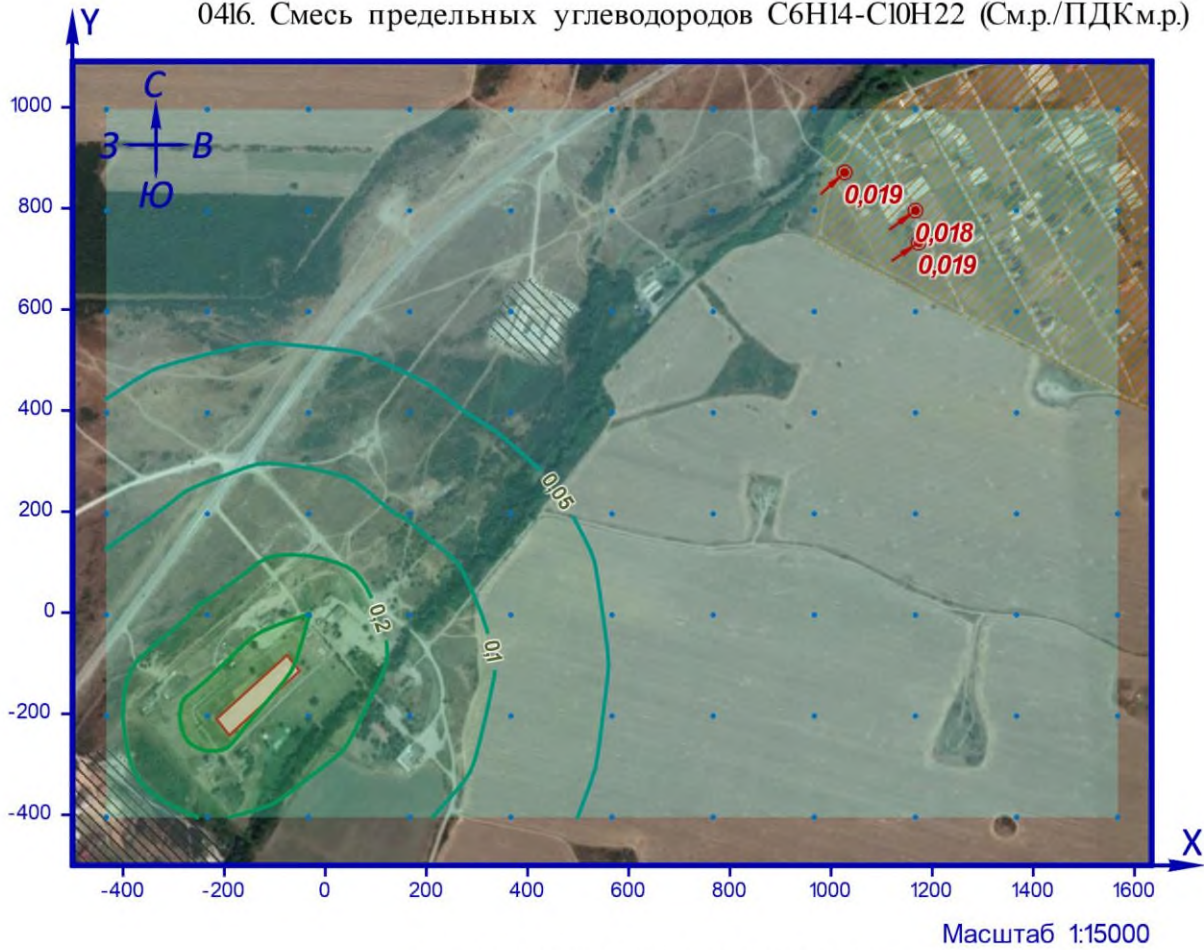 0416. Смесь предельных углеводородов С6Н14-С10Н22 (См.р./ПДКм.р.)
Y
1000
800
600
400
200
0
-200
-400
С
З В
Ю
0,019
0,018
0,019
0,05
0,2
0,1
X
-400 -200 0 200 400 600 800 1000 1200 1400 1600
Масштаб 1:15000